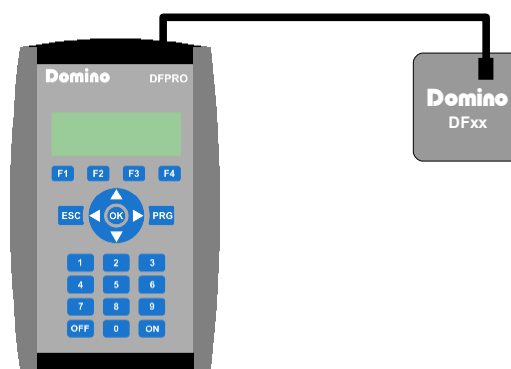 Domino DFPRO
F1 F2 F3 F4
ESC OK PRG
1 2 3
4 5 6
7 8 9
OFF 0 ON
Domino
DFxx